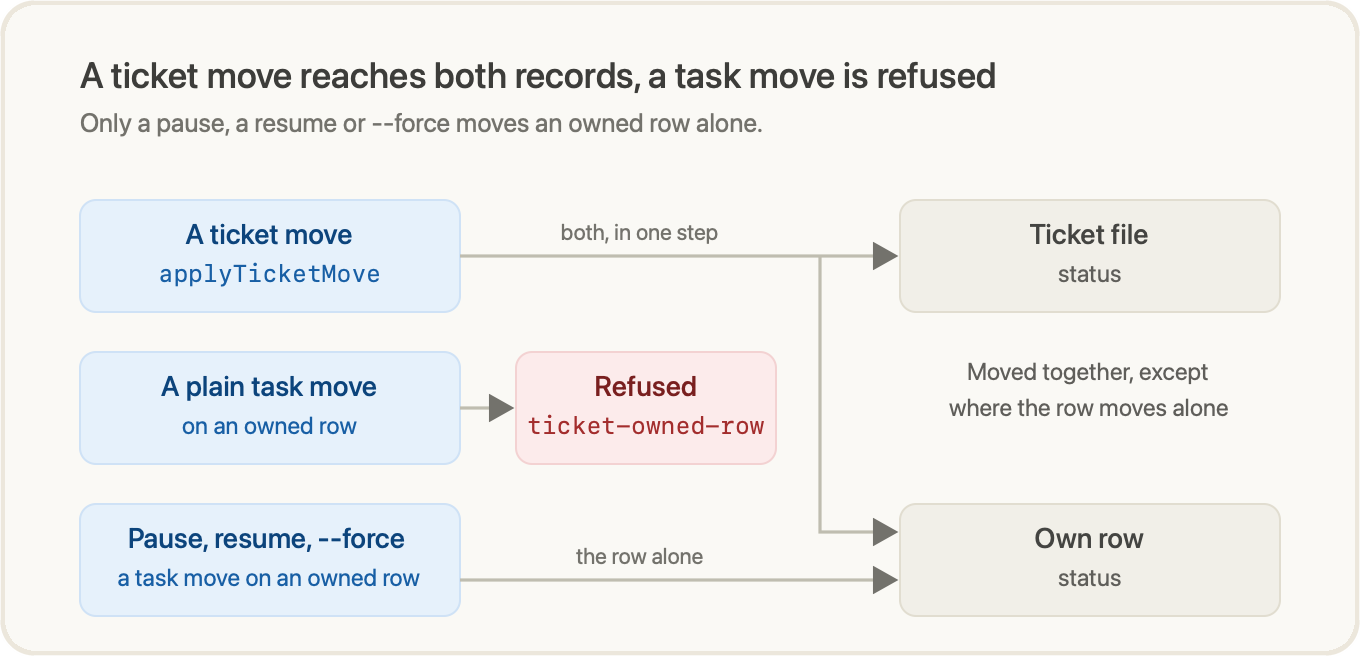 A ticket move reaches both records, a task move is refused
Only a pause, a resume or --force moves an owned row alone.
A ticket move
applyTicketMove
both, in one step
Ticket file
status
A plain task move
on an owned row
Refused
ticket-owned-row
Moved together, except
where the row moves alone
Pause, resume, --force
a task move on an owned row
the row alone
Own row
status